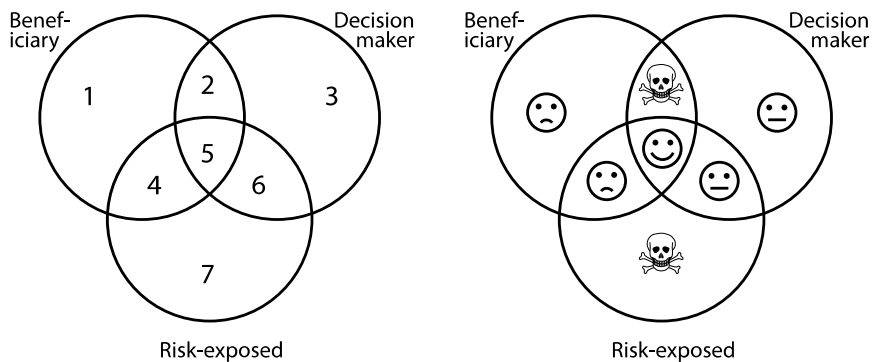 Benef-
iciary
Decision
maker
1
2
3
4
5
6
7
Risk-exposed
Benef-
iciary
Decision
maker
Risk-exposed